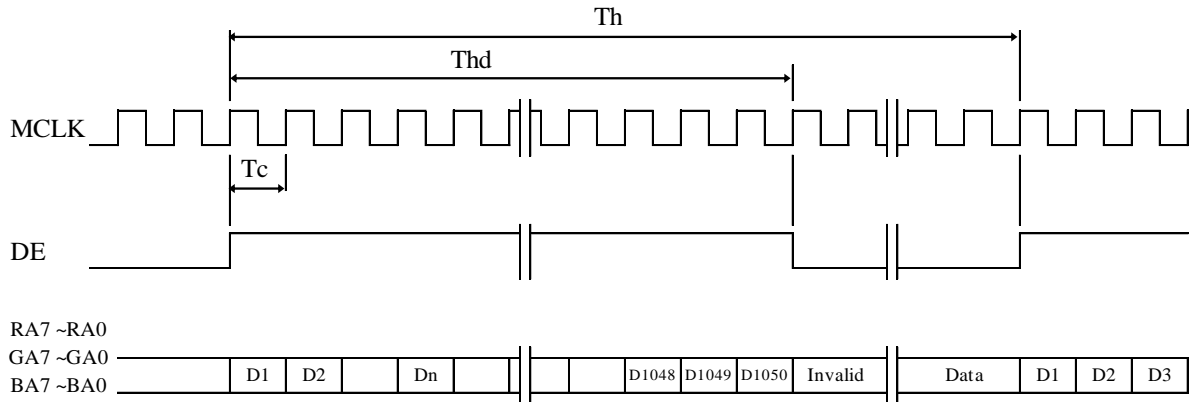 Th
Thd
MCLK
Tc
DE
RA7 ~RA0
GA7 ~GA0
BA7 ~BA0
D1 D2 Dn D1048 D1049 D1050 Invalid Data D1 D2 D3